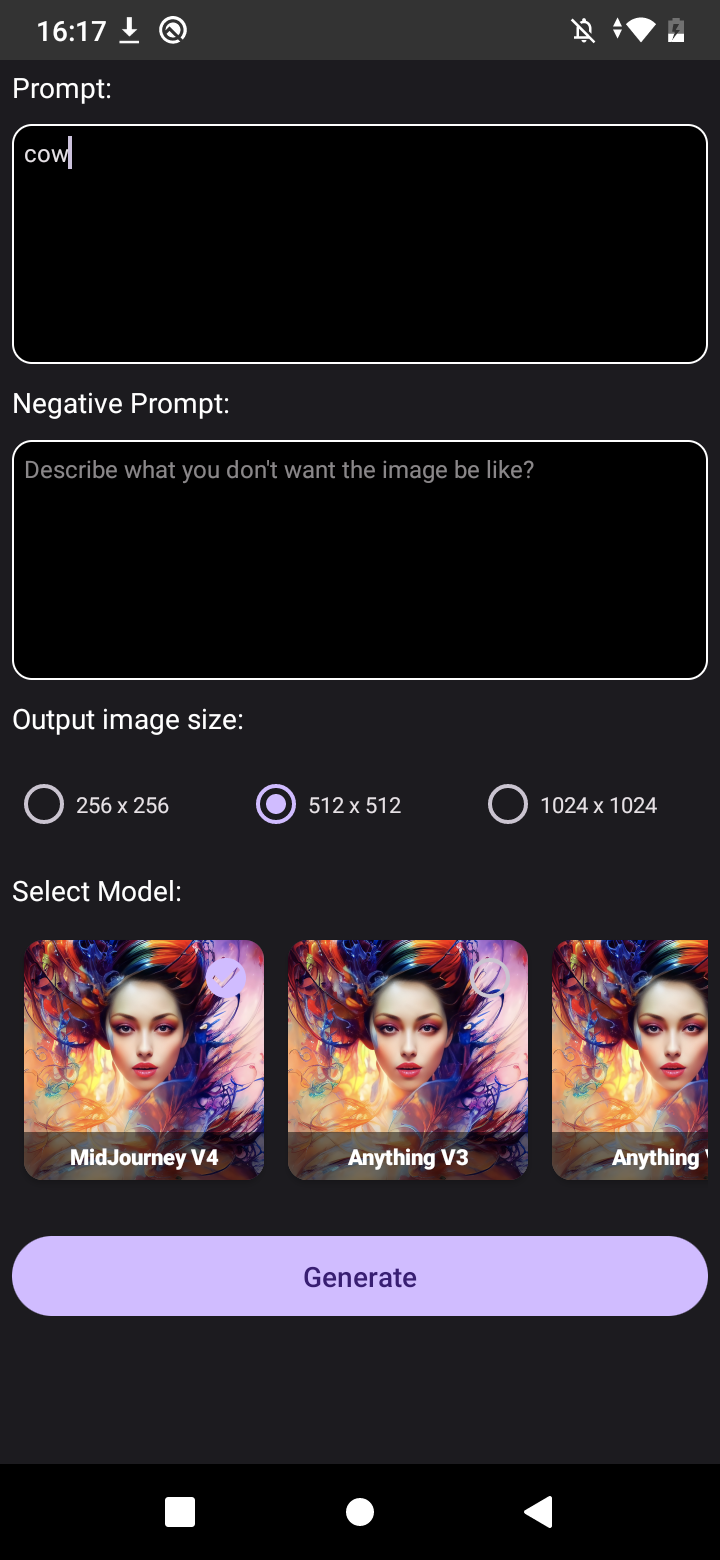 16:17
Prompt:
cow
Negative Prompt:
Describe what you don't want the image be like?
Output image size:
256 x 256
512 x 512
1024 x 1024
Select Model:
MidJourney V4
Anything V3
Anything
Generate